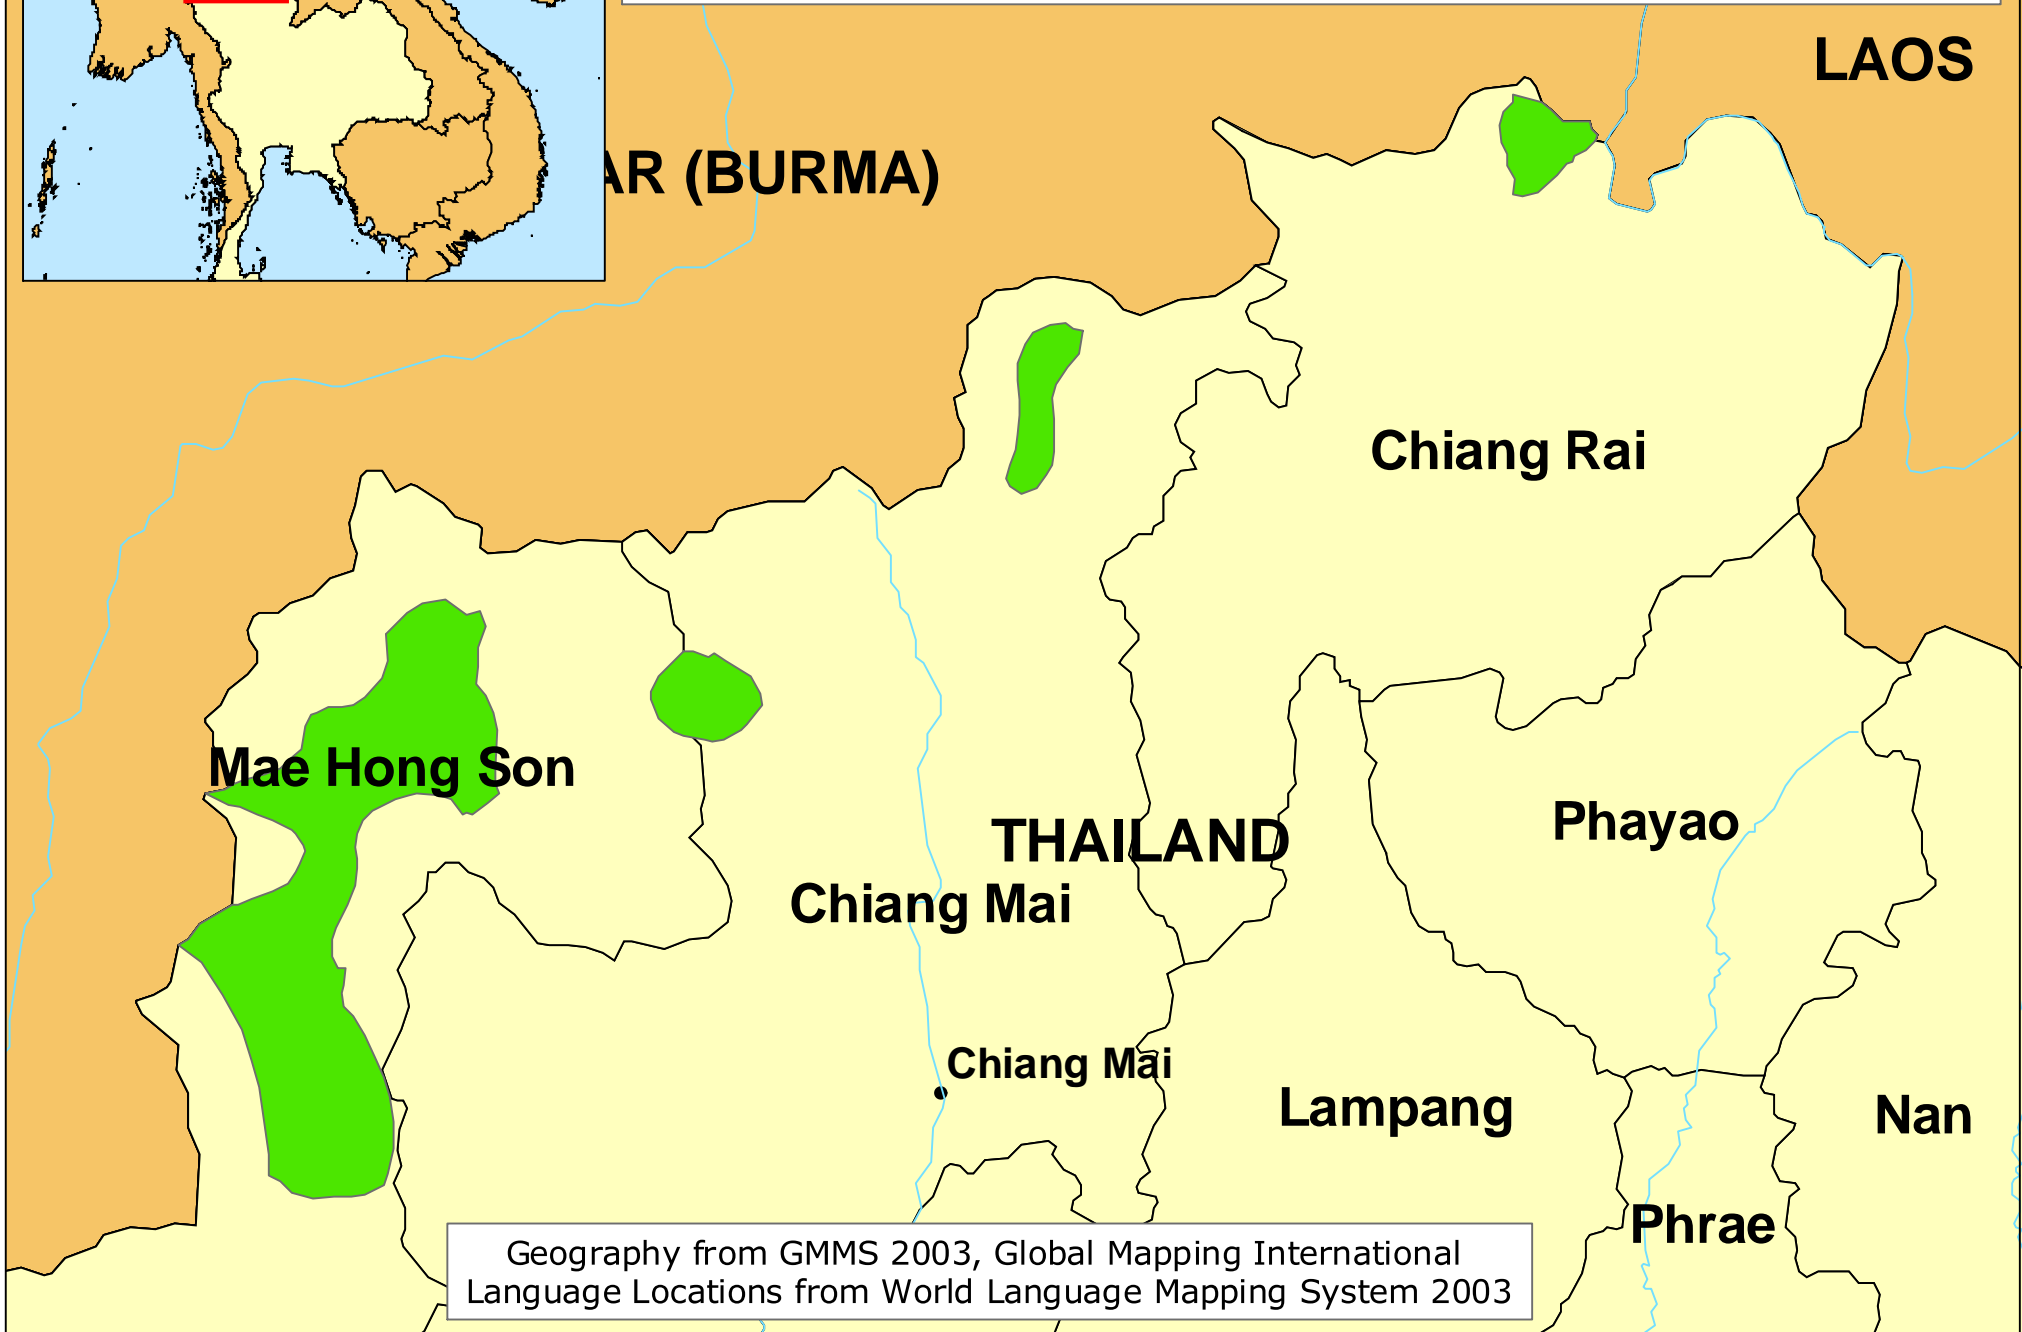 LAOS
AR (BURMA)
Chiang Rai
Mae Hong Son
Phayao
THAILAND
Chiang Mai
Chiang Mai
Lampang
Nan
Phrae
Geography from GMMS 2003, Global Mapping International
Language Locations from World Language Mapping System 2003